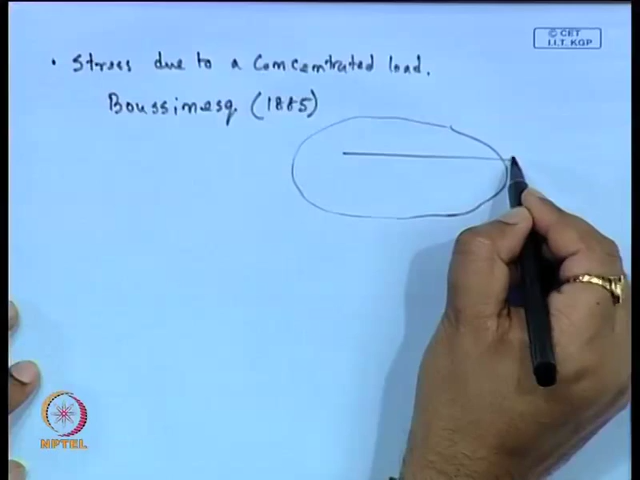 © CET
I.I.T. KGP
• Stress due to a Concentrated load.
Boussinesq (1885)
NPTEL